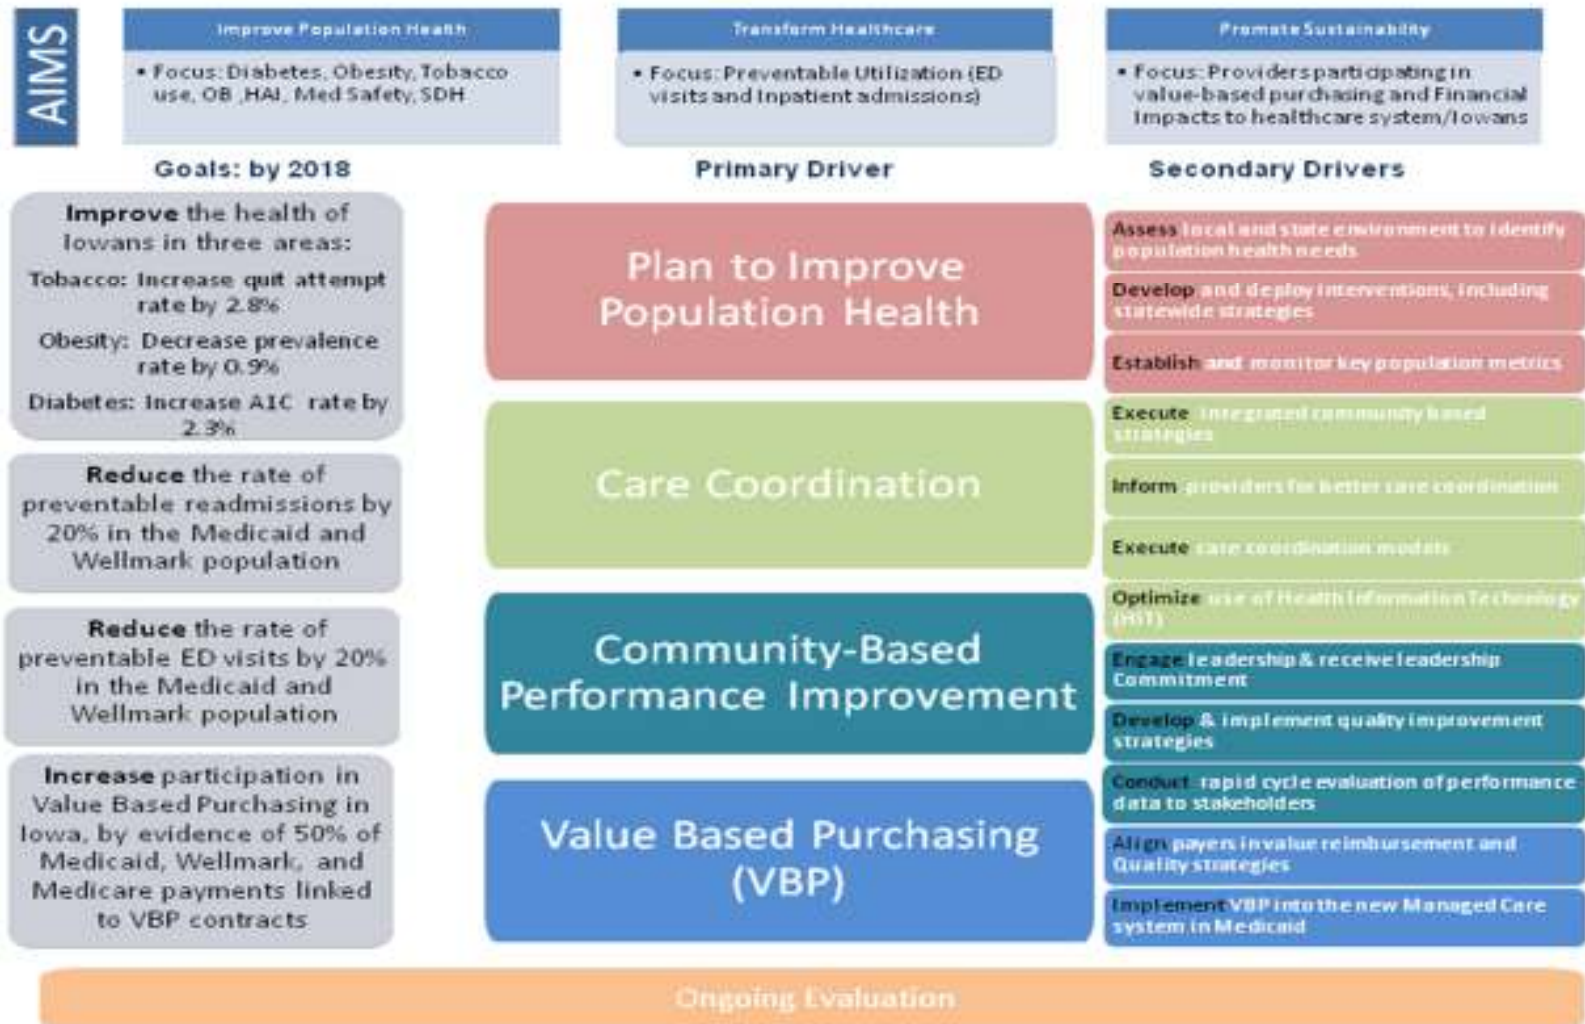 AIMS
Improve Population Health
• Focus: Diabetes, Obesity, Tobacco
use, OB ,HAI, Med Safety, SDH
Transform Healthcare
• Focus: Preventable Utilization (ED
visits and Inpatient admissions)
Promote Sustainability
• Focus: Providers participating in
value-based purchasing and Financial
Impacts to healthcare system/Iowans
Goals: by 2018
Improve the health of
Iowans in three areas:
Tobacco: Increase quit attempt
rate by 2.8%
Obesity: Decrease prevalence
rate by 0.9%
Diabetes: Increase A1C rate by
2.3%
Reduce the rate of
preventable readmissions by
20% in the Medicaid and
Wellmark population
Reduce the rate of
preventable ED visits by 20%
in the Medicaid and
Wellmark population
Increase participation in
Value Based Purchasing in
Iowa, by evidence of 50% of
Medicaid, Wellmark, and
Medicare payments linked
to VBP contracts
Primary Driver
Plan to Improve
Population Health
Care Coordination
Community-Based
Performance Improvement
Value Based Purchasing
(VBP)
Secondary Drivers
Assess local and state environment to identify
population health needs
Develop and deploy interventions, including
statewide strategies
Establish and monitor key population metrics
Execute integrated community based
strategies
Inform providers for better care coordination
Execute care coordination models
Optimize use of Health Information Technology
(HIT)
Engage leadership & receive leadership
Commitment
Develop & implement quality improvement
strategies
Conduct rapid cycle evaluation of performance
data to stakeholders
Align payers in value reimbursement and
Quality strategies
Implement VBP into the new Managed Care
system in Medicaid
Ongoing Evaluation